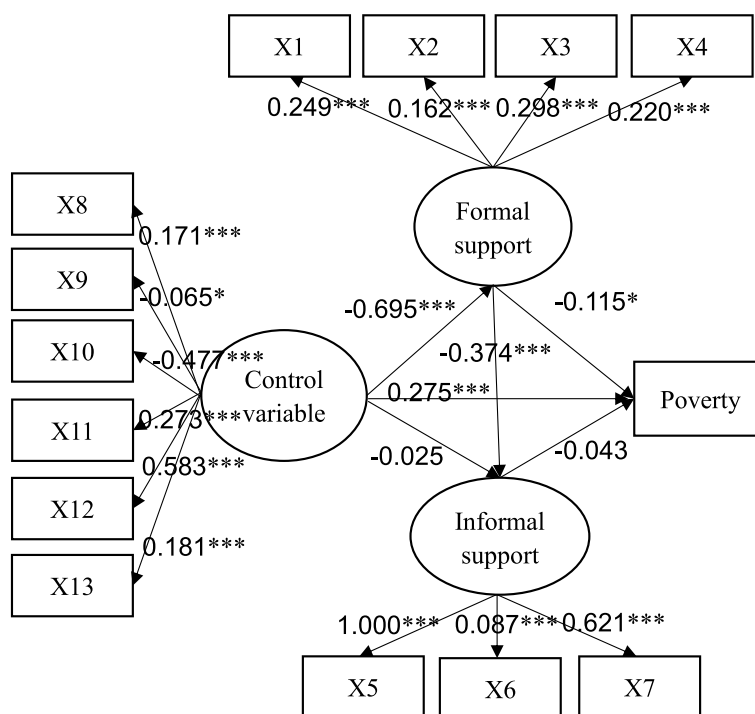 X1
X2
X3
X4
0.249***
0.162***
0.298***
0.220***
Formal
support
X8
0.171***
X9
-0.065*
X10
-0.477***
X11
0.273***
X12
0.583***
X13
0.181***
Control
variable
-0.695***
-0.115*
-0.374***
0.275***
Poverty
-0.025
-0.043
Informal
support
1.000***
0.087***
0.621***
X5
X6
X7